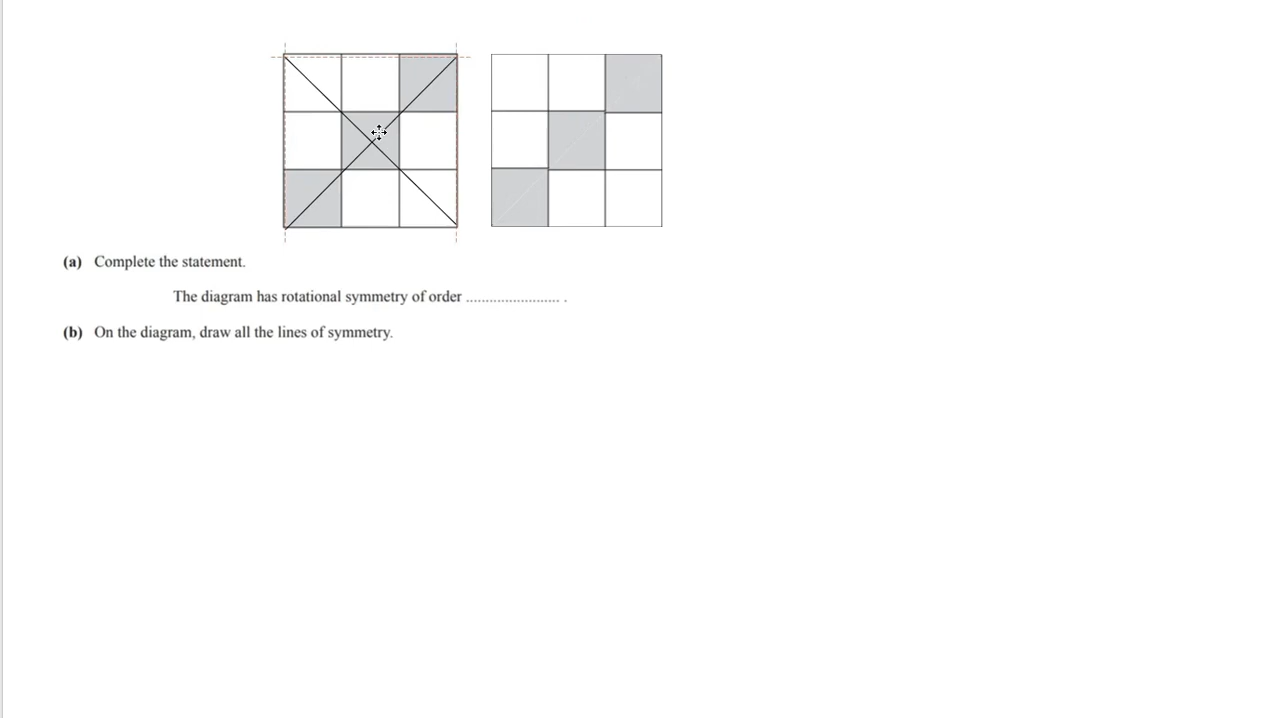 (a) Complete the statement.
The diagram has rotational symmetry of order ........................ .
(b) On the diagram, draw all the lines of symmetry.